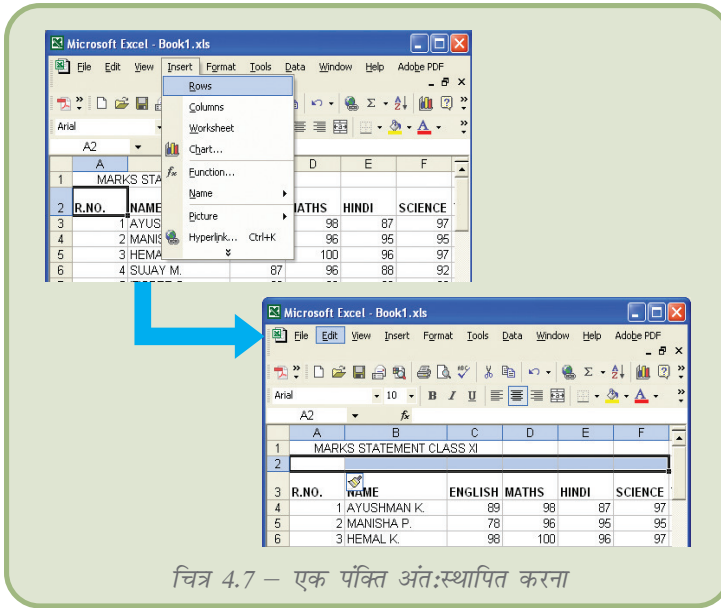 Microsoft Excel - Book1.xls
File Edit View Insert Format Tools Data Window Help Adobe PDF
Rows
Columns
Worksheet
Chart...
Function...
Name
Picture
Hyperlink... Ctrl+K
Arial
A2
A D E F
1 MARKS STA
2 R.NO. NAME MATHS HINDI SCIENCE
3 1 AYUS 98 87 97
4 2 MANIS 96 95 95
5 3 HEMA 100 96 97
6 4 SUJAY M. 87 96 88 92
Microsoft Excel - Book1.xls
File Edit View Insert Format Tools Data Window Help Adobe PDF
Arial 10 B I U
A2 fx
A B C D E F
1 MARKS STATEMENT CLASS XI
2
3 R.NO. NAME ENGLISH MATHS HINDI SCIENCE
4 1 AYUSHMAN K. 89 98 87 97
5 2 MANISHA P. 78 96 95 95
6 3 HEMAL K. 98 100 96 97
चित्र 4.7 – एक पंक्ति अंत:स्थापित करना